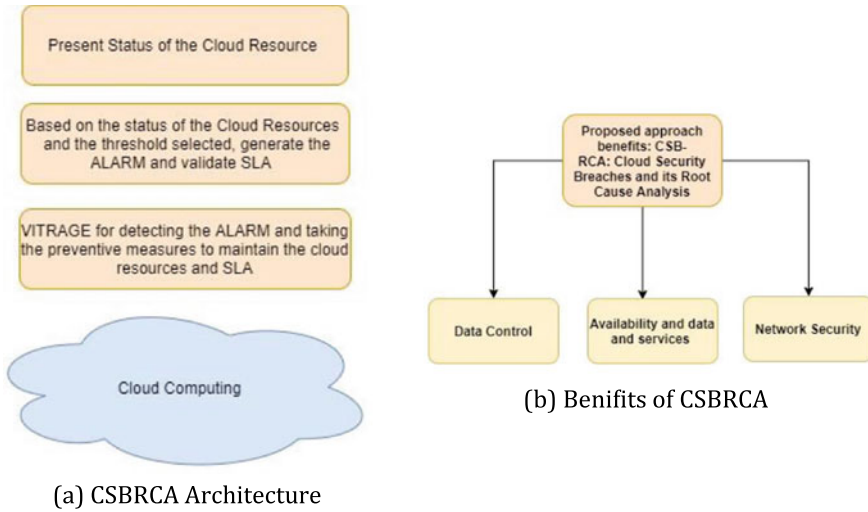 Present Status of the Cloud Resource
Based on the status of the Cloud Resources
and the threshold selected, generate the
ALARM and validate SLA
VITRAGE for detecting the ALARM and taking
the preventive measures to maintain the cloud
resources and SLA
Cloud Computing
(a) CSBRCA Architecture
Proposed approach
benefits: CSB-
RCA: Cloud Security
Breaches and its Root
Cause Analysis
Data Control
Availability and data
and services
Network Security
(b) Benifits of CSBRCA